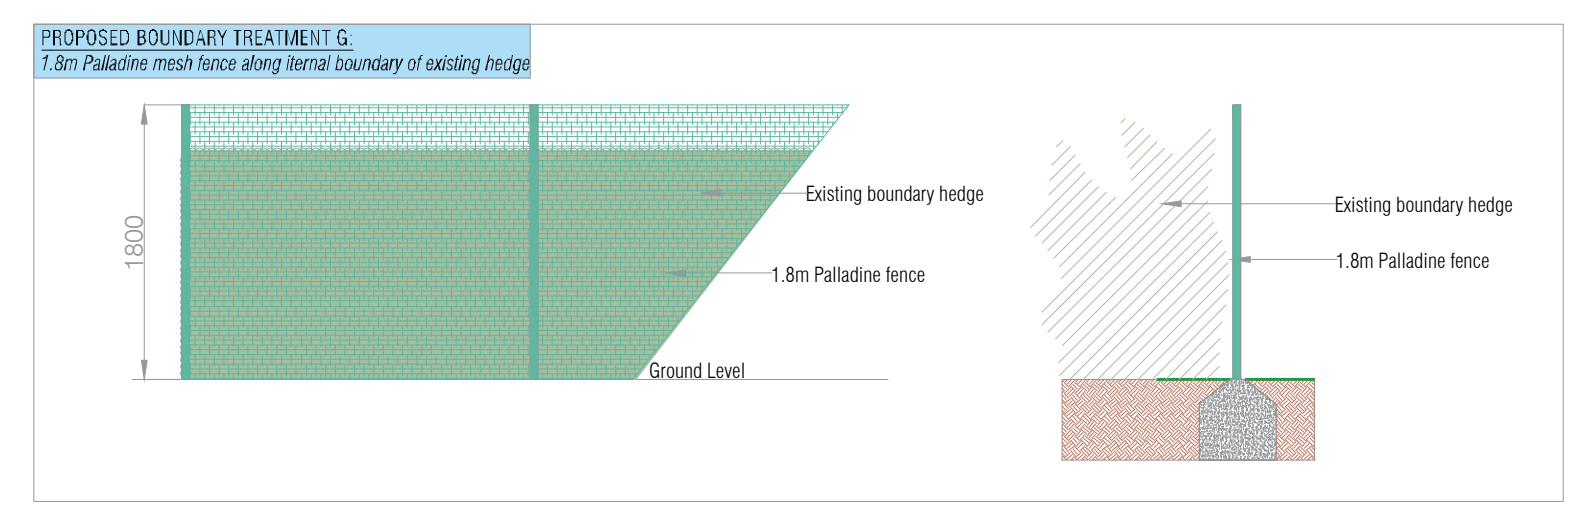 PROPOSED BOUNDARY TREATMENT G:
1.8m Palladine mesh fence along iternal boundary of existing hedge
1800
Existing boundary hedge
1.8m Palladine fence
Ground Level
Existing boundary hedge
1.8m Palladine fence